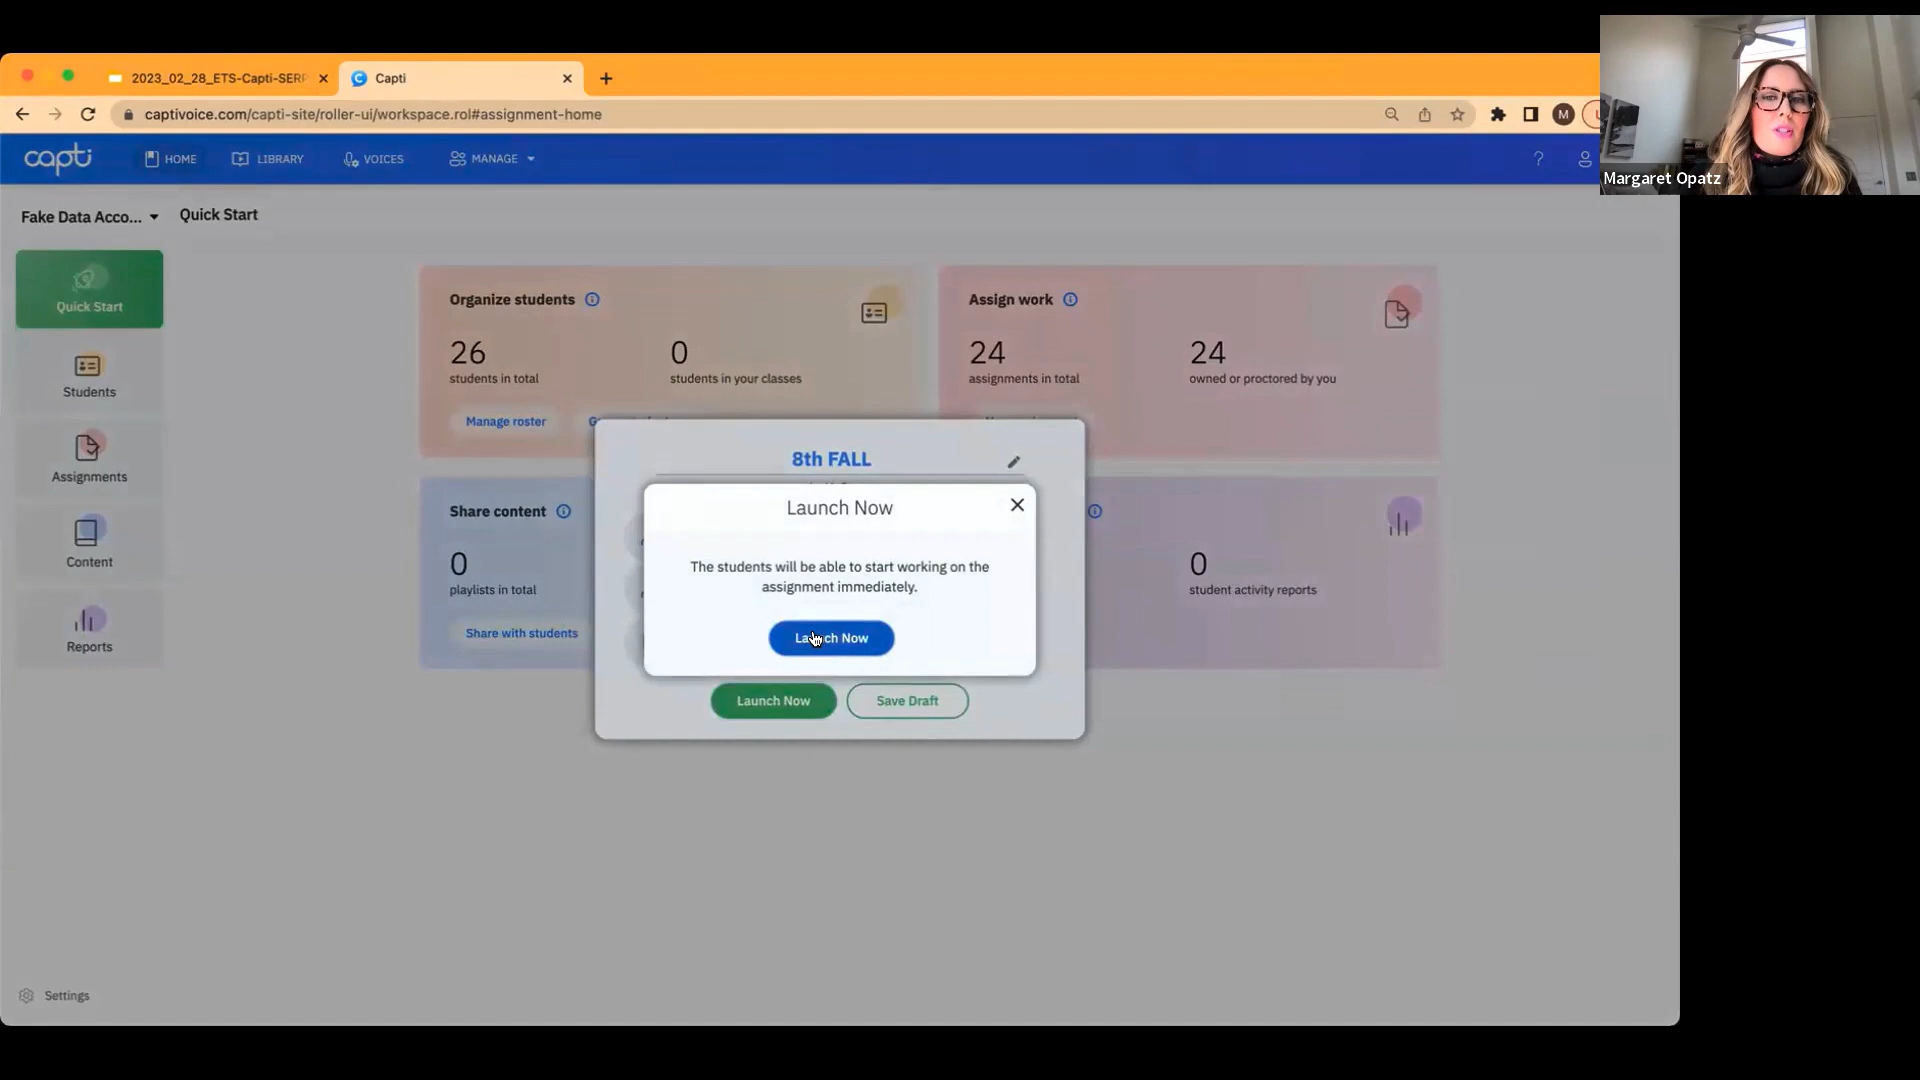 2023_02_28_ETS-Capti-SERP
Capti
captivoice.com/capti-site/roller-ui/workspace.rol#assignment-home
M
Margaret Opatz
capti
HOME
LIBRARY
VOICES
MANAGE
?
Fake Data Acco...
Quick Start
Quick Start
Students
Assignments
Content
Reports
Settings
Organize students
26
students in total
0
students in your classes
Manage roster
Assign work
24
assignments in total
24
owned or proctored by you
Share content
0
playlists in total
Share with students
0
student activity reports
8th FALL
Launch Now
The students will be able to start working on the
assignment immediately.
Launch Now
Launch Now
Save Draft